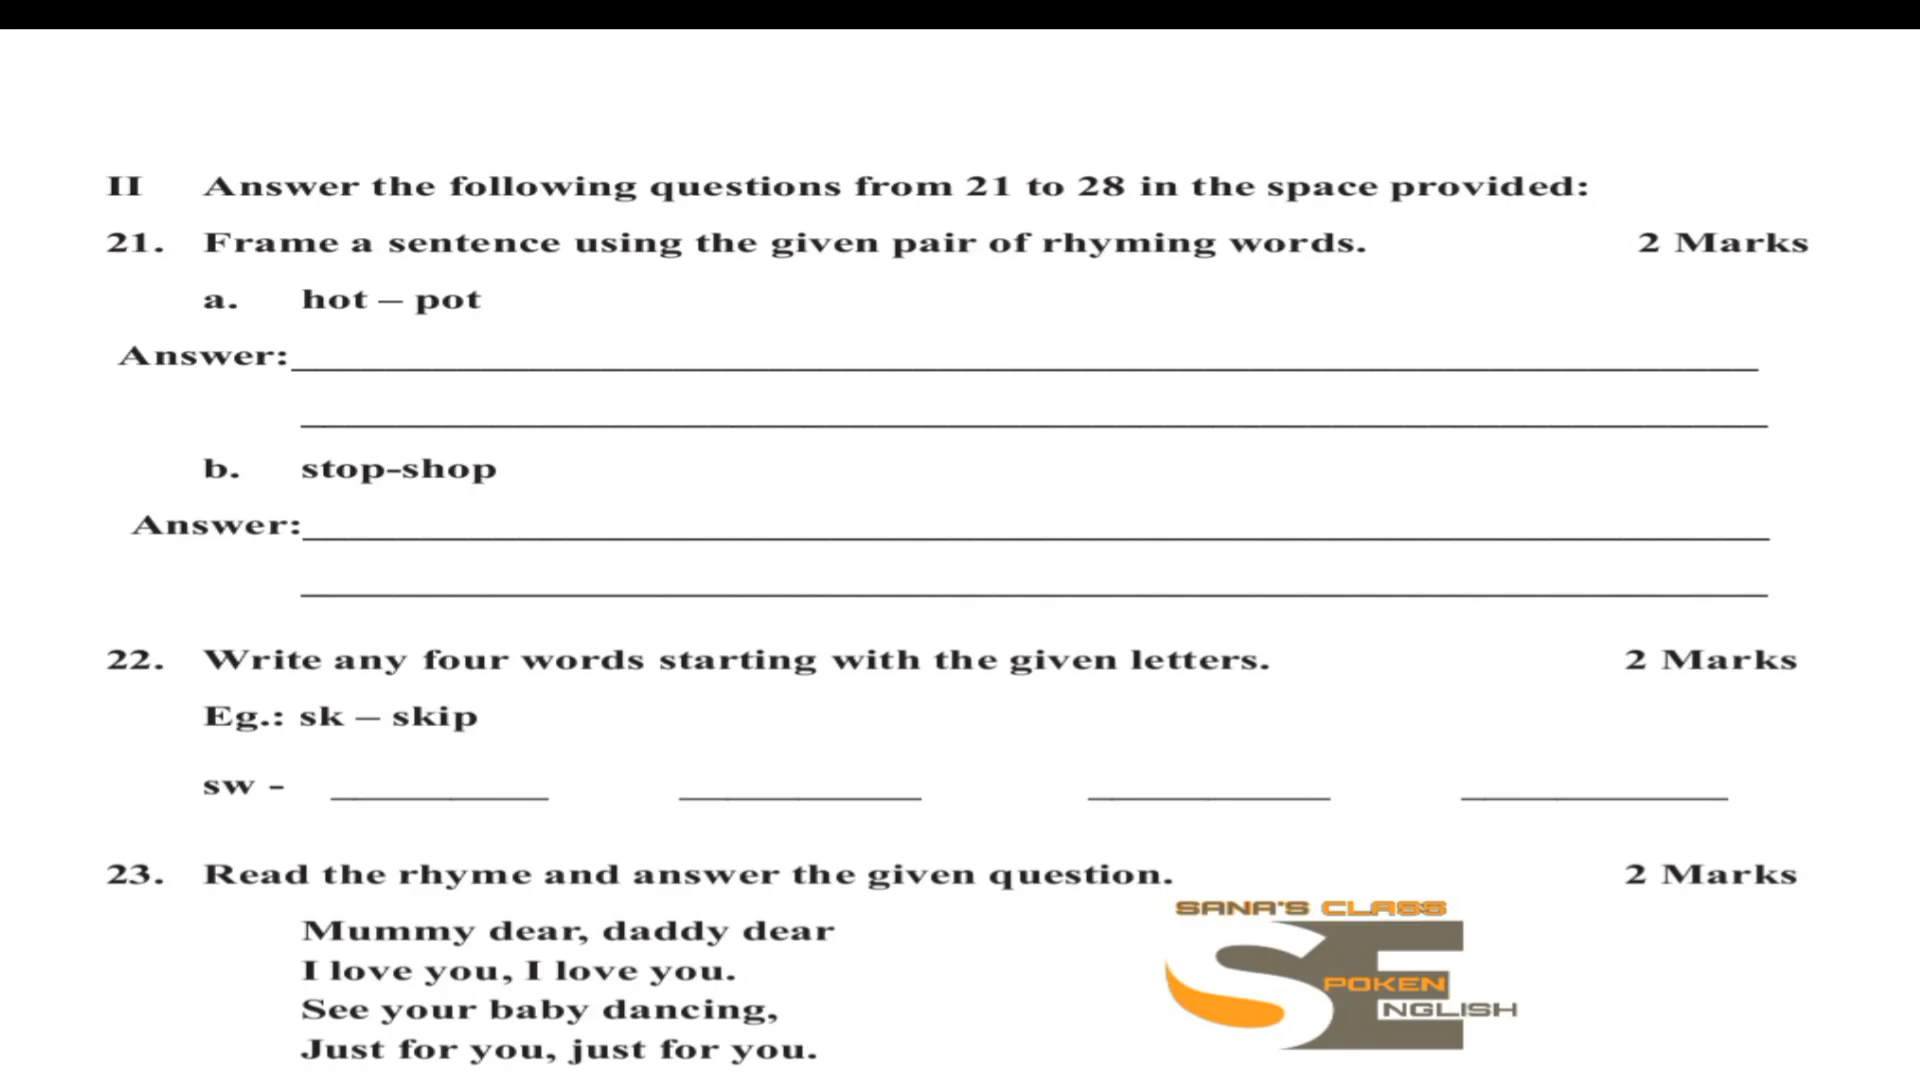 II Answer the following questions from 21 to 28 in the space provided:
21. Frame a sentence using the given pair of rhyming words. 2 Marks
a. hot – pot
Answer:
b. stop-shop
Answer:
22. Write any four words starting with the given letters. 2 Marks
Eg.: sk – skip
sw -
23. Read the rhyme and answer the given question. 2 Marks
Mummy dear, daddy dear
I love you, I love you.
See your baby dancing,
Just for you, just for you.
SANA'S CLASS
SPOKEN
ENGLISH